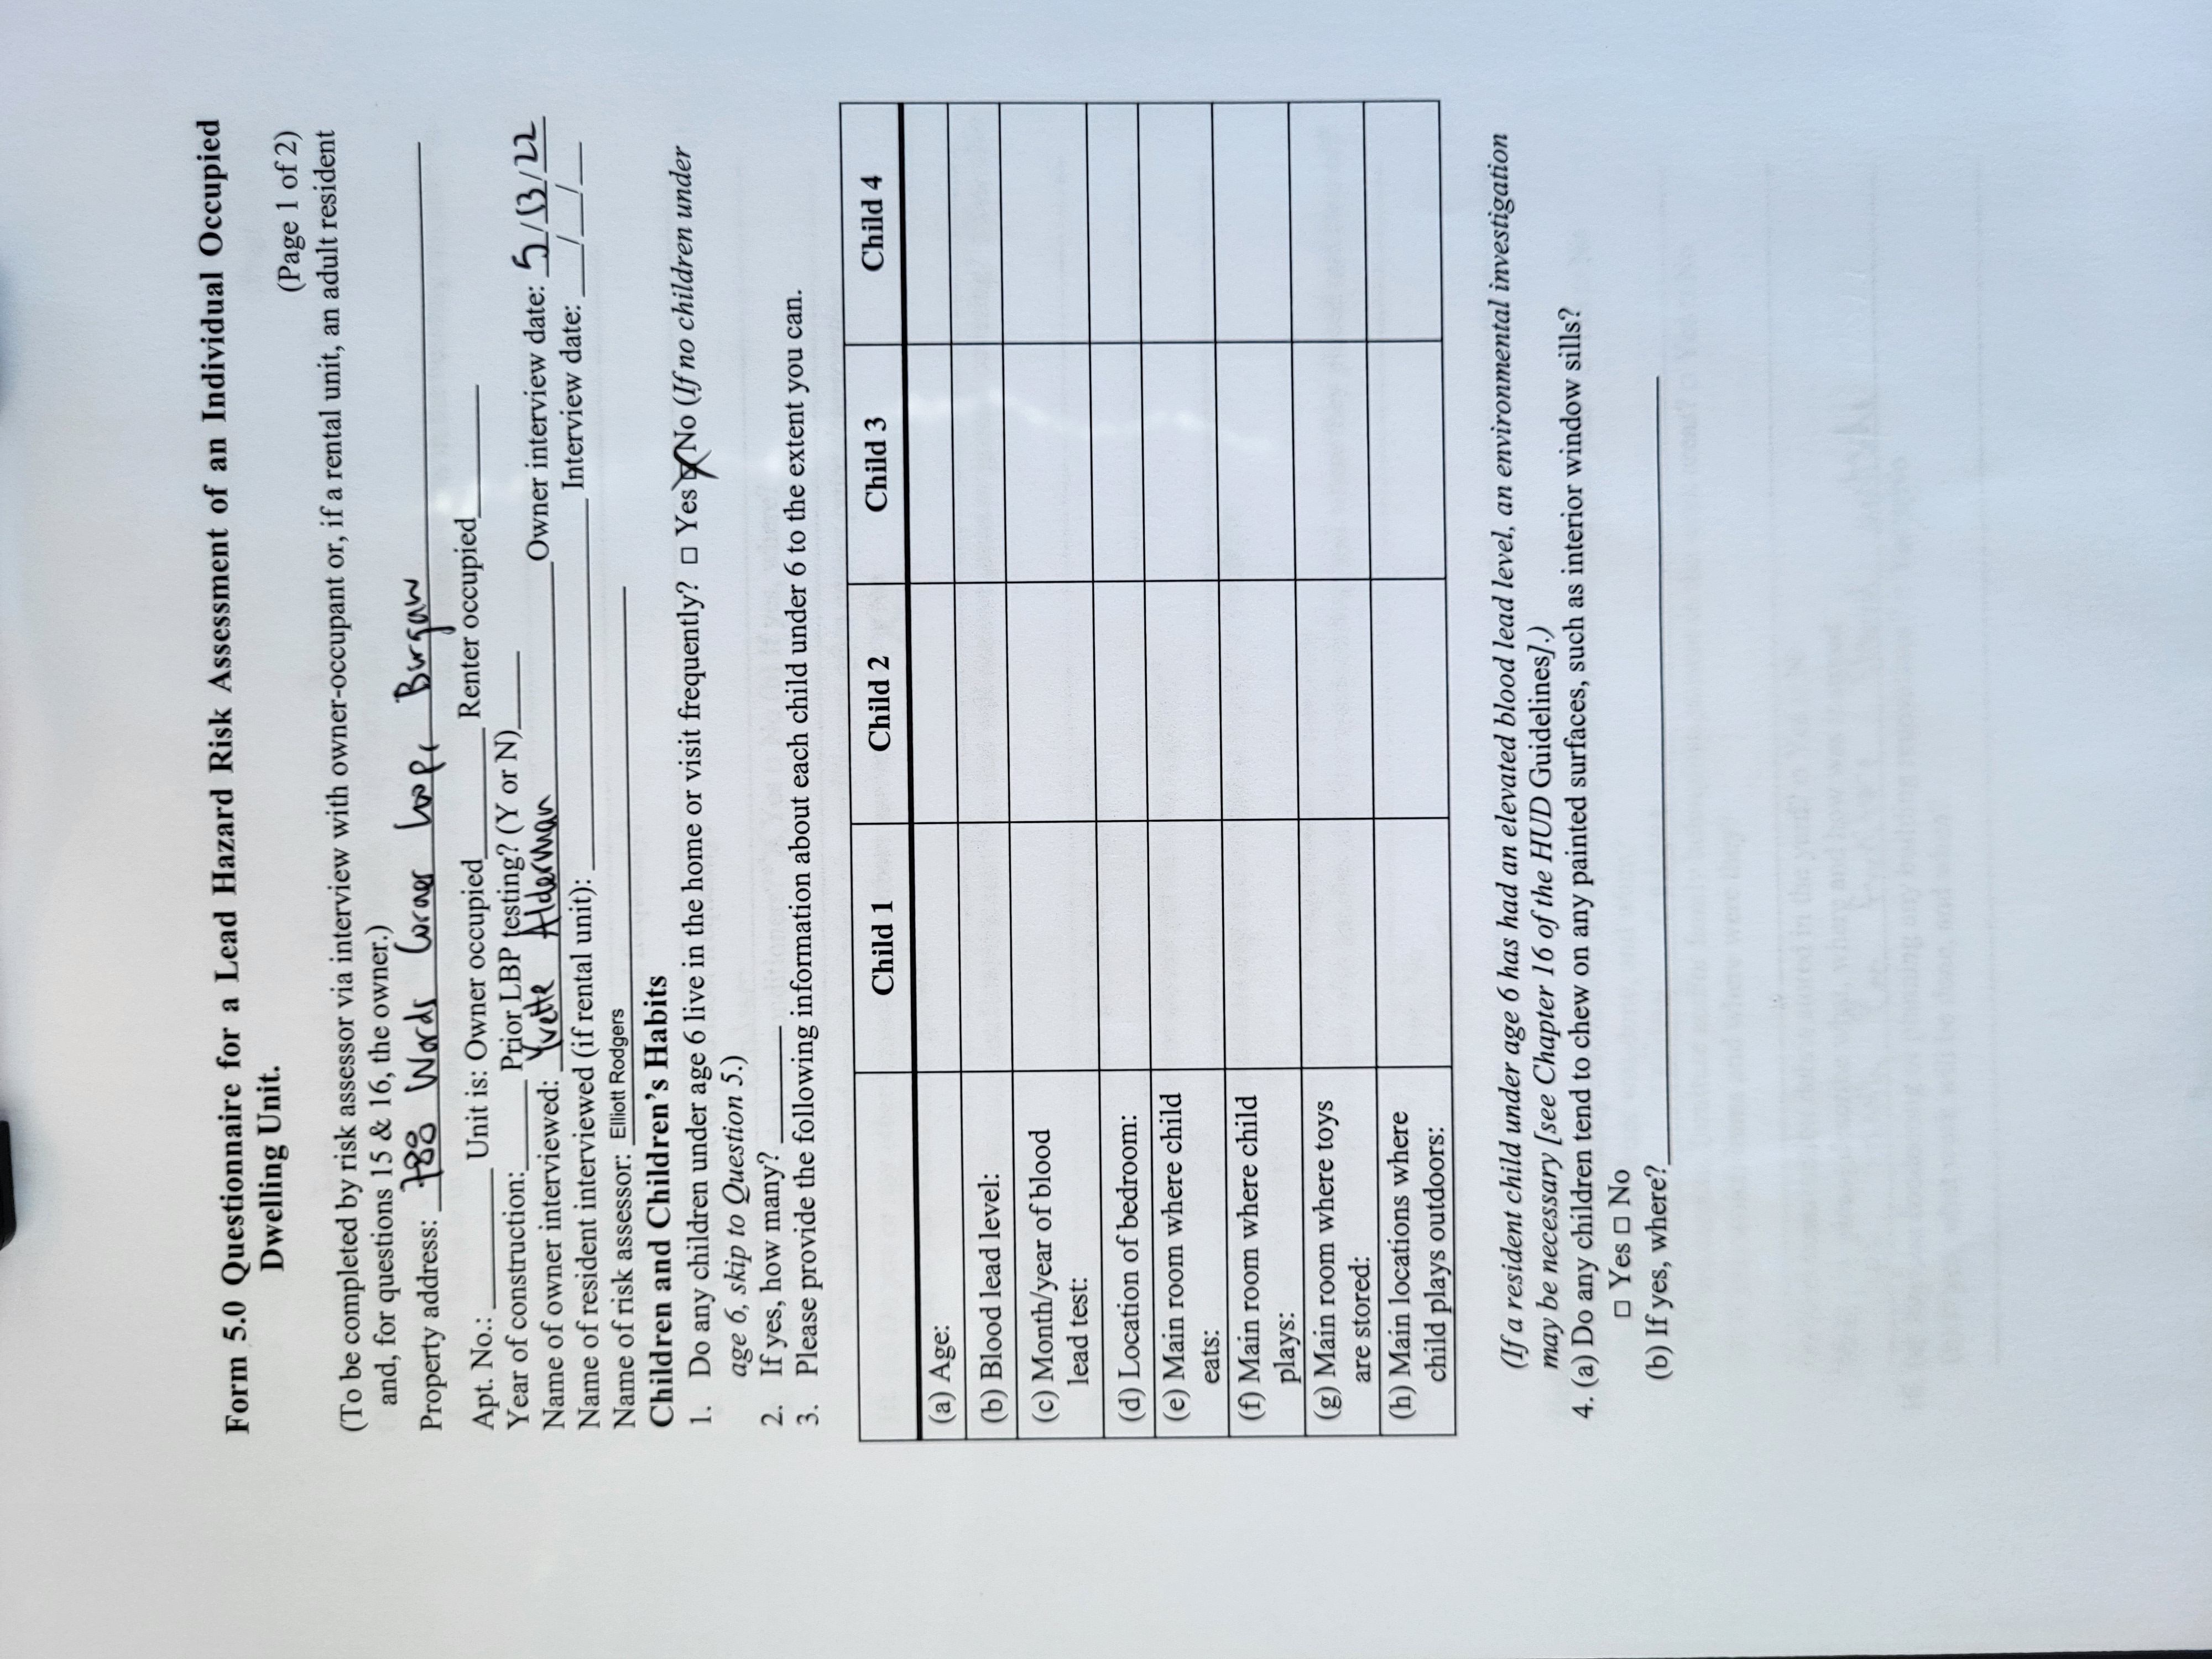 Form 5.0 Questionnaire for a Lead Hazard Risk Assessment of an Individual Occupied
Dwelling Unit.
(Page 1 of 2)
(To be completed by risk assessor via interview with owner-occupant or, if a rental unit, an adult resident
and, for questions 15 & 16, the owner.)
Property address: 788 Wards Corner Burgaw
Apt. No.: ______ Unit is: Owner occupied______ Renter occupied______
Year of construction:______ Prior LBP testing? (Y or N)____
Name of owner interviewed: Yvette Alderman Owner interview date: 5/13/22
Name of resident interviewed (if rental unit): ______ Interview date: ___/___/___
Name of risk assessor: Elliott Rodgers
Children and Children's Habits
1. Do any children under age 6 live in the home or visit frequently? □ Yes ☒ No (If no children under
age 6, skip to Question 5.)
2. If yes, how many? ______
3. Please provide the following information about each child under 6 to the extent you can.
Child 1 Child 2 Child 3 Child 4
(a) Age:
(b) Blood lead level:
(c) Month/year of blood
lead test:
(d) Location of bedroom:
(e) Main room where child
eats:
(f) Main room where child
plays:
(g) Main room where toys
are stored:
(h) Main locations where
child plays outdoors:
(If a resident child under age 6 has had an elevated blood lead level, an environmental investigation
may be necessary [see Chapter 16 of the HUD Guidelines].)
4. (a) Do any children tend to chew on any painted surfaces, such as interior window sills?
□ Yes □ No
(b) If yes, where?______